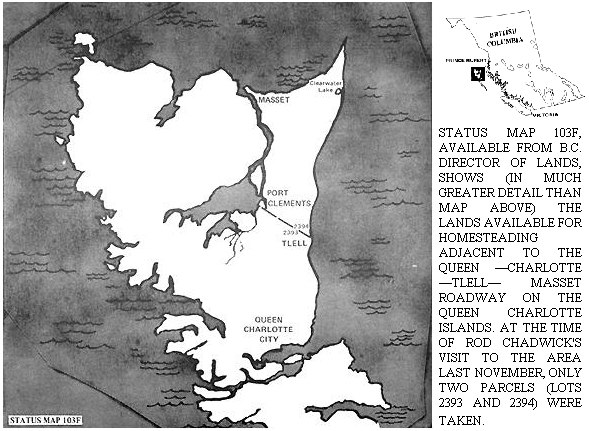 Clearwater
Lake
MASSET
PORT
CLEMENTS
2394
2393
TLELL
QUEEN
CHARLOTTE
CITY
STATUS MAP 103F
BRITISH
COLUMBIA
PRINCE RUPERT
VICTORIA
STATUS MAP 103F,
AVAILABLE FROM B.C.
DIRECTOR OF LANDS,
SHOWS (IN MUCH
GREATER DETAIL THAN
MAP ABOVE) THE
LANDS AVAILABLE FOR
HOMESTEADING
ADJACENT TO THE
QUEEN —CHARLOTTE
—TLELL— MASSET
ROADWAY ON THE
QUEEN CHARLOTTE
ISLANDS. AT THE TIME
OF ROD CHADWICK'S
VISIT TO THE AREA
LAST NOVEMBER, ONLY
TWO PARCELS (LOTS
2393 AND 2394) WERE
TAKEN.